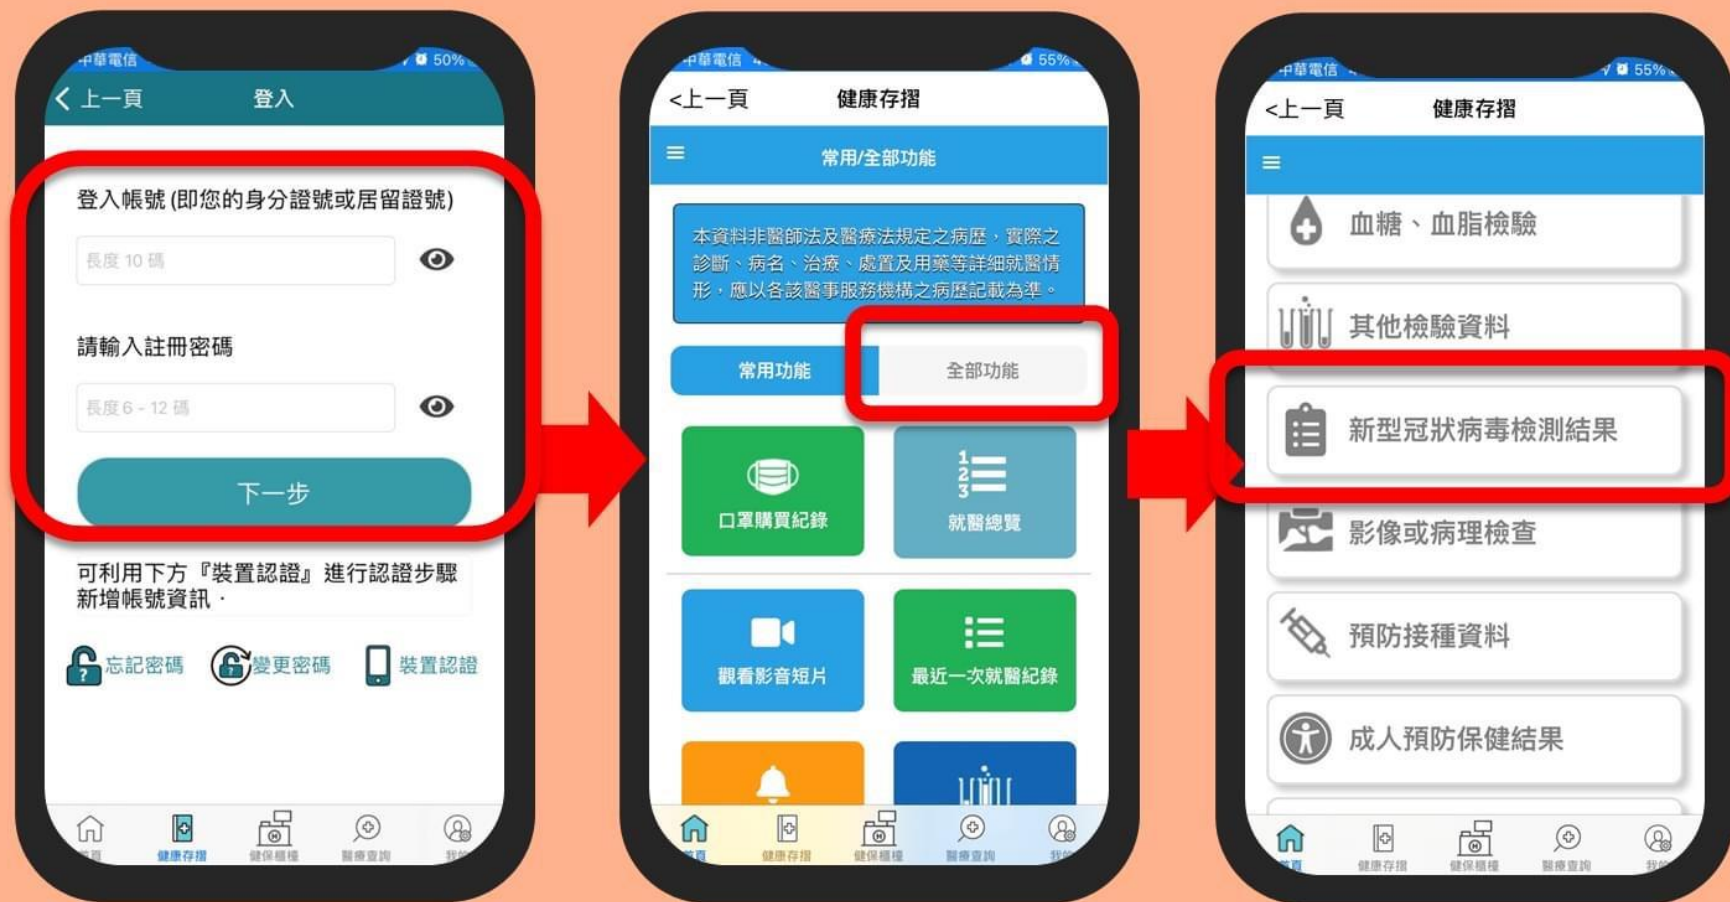 中華電信
50%
上一頁
登入
登入帳號(即您的身分證號或居留證號)
長度 10 碼
請輸入註冊密碼
長度 6 - 12 碼
下一步
可利用下方『裝置認證』進行認證步驟
新增帳號資訊．
忘記密碼
變更密碼
裝置認證
健康存摺
健保櫃檯
醫療查詢
中華電信
55%
<上一頁
健康存摺
常用/全部功能
本資料非醫師法及醫療法規定之病歷，實際之
診斷、病名、治療、處置及用藥等詳細就醫情
形，應以各該醫事服務機構之病歷記載為準。
常用功能
全部功能
口罩購買紀錄
1
2
3
就醫總覽
觀看影音短片
最近一次就醫紀錄
首頁
健康存摺
健保櫃檯
醫療查詢
中華電信
55%
<上一頁
健康存摺
血糖、血脂檢驗
其他檢驗資料
新型冠狀病毒檢測結果
影像或病理檢查
預防接種資料
成人預防保健結果
首頁
健康存摺
健保櫃檯
醫療查詢